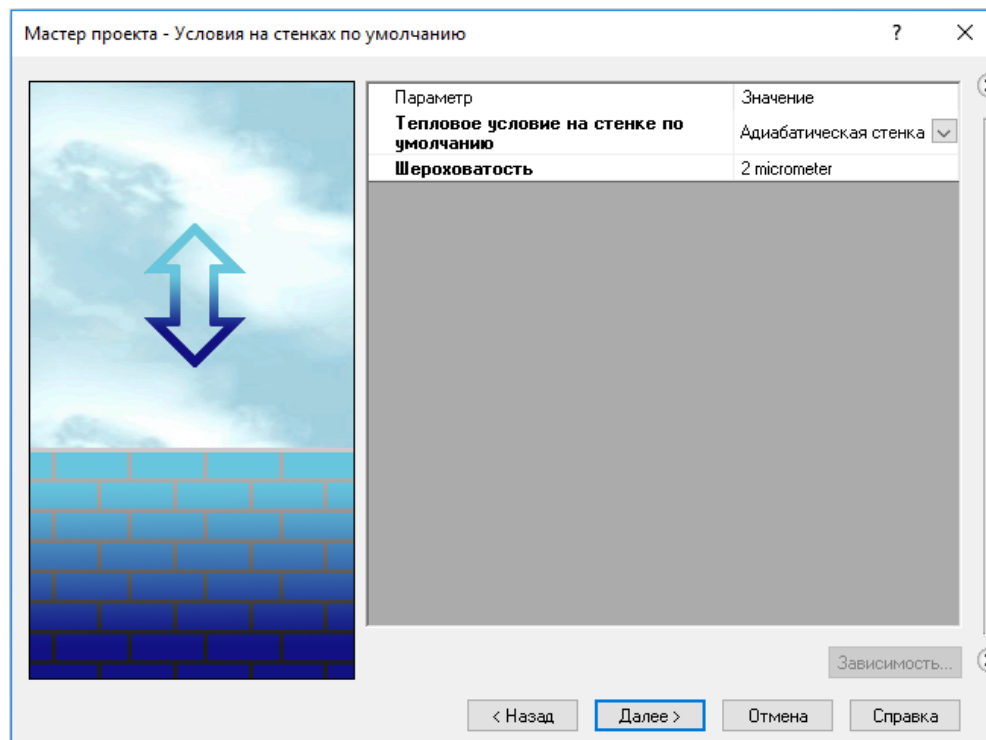 Мастер проекта - Условия на стенках по умолчанию
?
Параметр Значение
Тепловое условие на стенке по
умолчанию
Адиабатическая стенка
Шероховатость 2 micrometer
Зависимость...
< Назад Далее > Отмена Справка